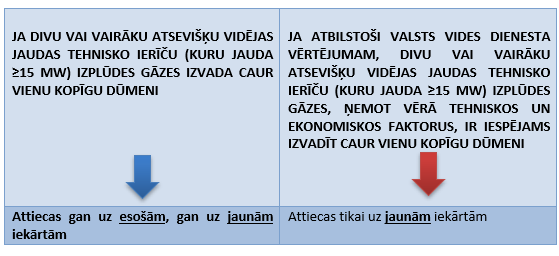 JA DIVU VAI VAIRĀKU ATSEVIŠĶU VIDĒJAS
JAUDAS TEHNISKO IERĪČU (KURU JAUDA
≥15 MW) IZPLŪDES GĀZES IZVADA CAUR
VIENU KOPĪGU DŪMENI
JA ATBILSTOŠI VALSTS VIDES DIENESTA
VĒRTĒJUMAM, DIVU VAI VAIRĀKU
ATSEVIŠĶU VIDĒJAS JAUDAS TEHNISKO
IERĪČU (KURU JAUDA ≥15 MW) IZPLŪDES
GĀZES, ŅEMOT VĒRĀ TEHNISKOS UN
EKONOMISKOS FAKTORUS, IR IESPĒJAMS
IZVADĪT CAUR VIENU KOPĪGU DŪMENI
Attiecas gan uz esošām, gan uz jaunām
iekārtām
Attiecas tikai uz jaunām iekārtām